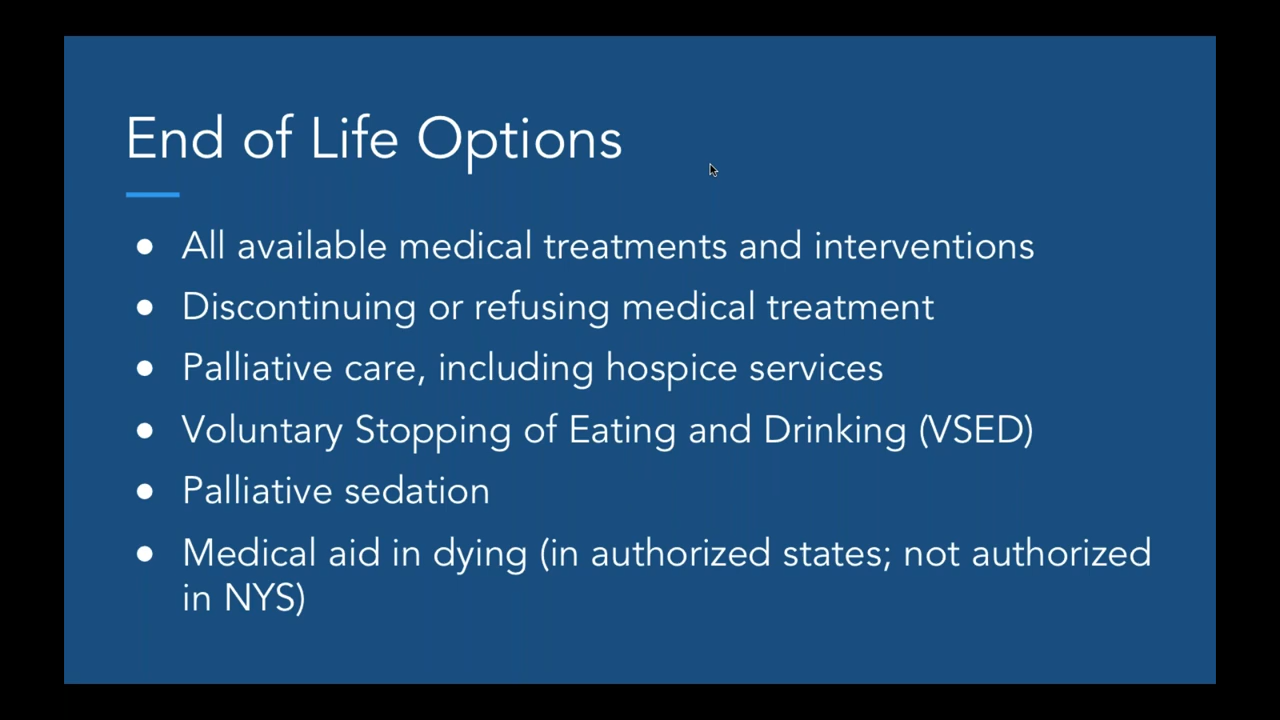 End of Life Options
● All available medical treatments and interventions
● Discontinuing or refusing medical treatment
● Palliative care, including hospice services
● Voluntary Stopping of Eating and Drinking (VSED)
● Palliative sedation
● Medical aid in dying (in authorized states; not authorized
in NYS)